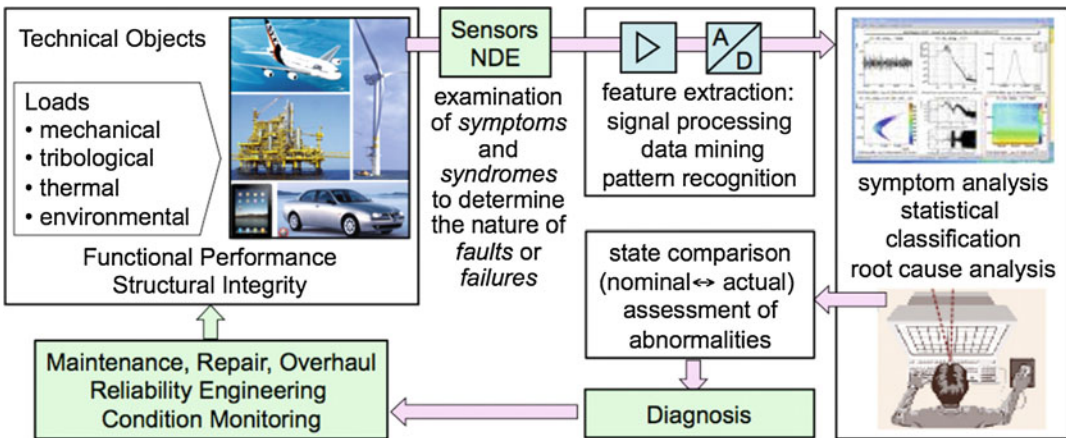 Technical Objects
Loads
• mechanical
• tribological
• thermal
• environmental
Functional Performance
Structural Integrity
Sensors
NDE
examination
of symptoms
and
syndromes
to determine
the nature of
faults or
failures
A
D
feature extraction:
signal processing
data mining
pattern recognition
symptom analysis
statistical
classification
root cause analysis
state comparison
(nominal↔ actual)
assessment of
abnormalities
Diagnosis
Maintenance, Repair, Overhaul
Reliability Engineering
Condition Monitoring